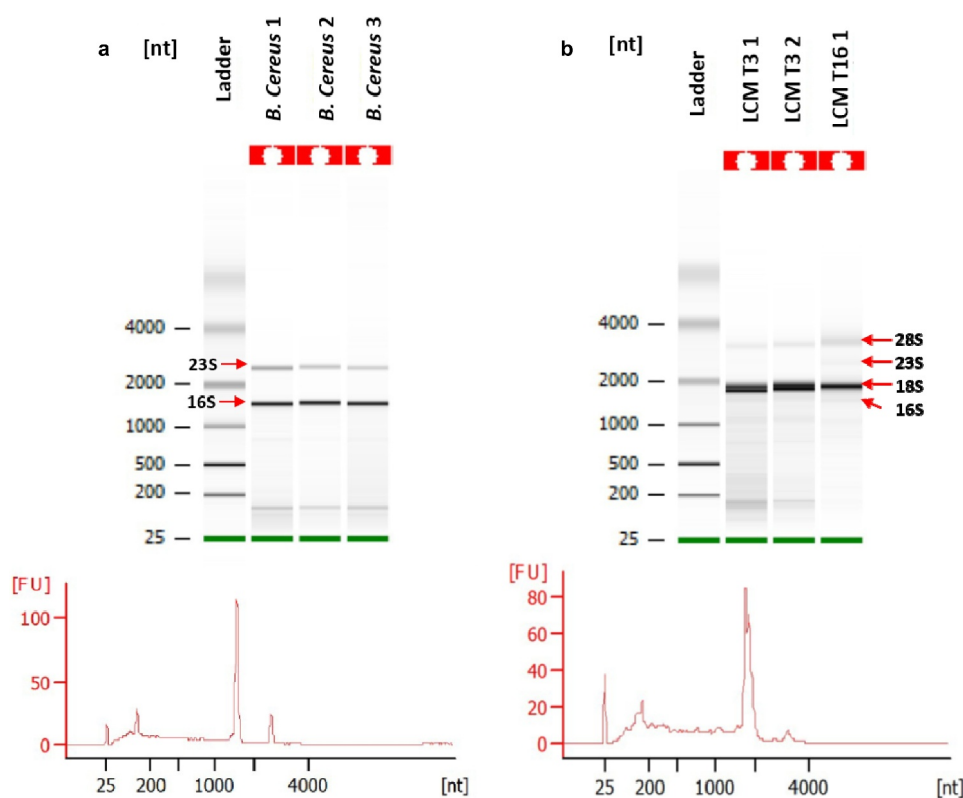 a [nt] Ladder B. Cereus 1 B. Cereus 2 B. Cereus 3
4000
23S
2000
16S
1000
500
200
25
[FU]
100
50
0
25 200 1000 4000 [nt]
b [nt] Ladder LCM T3 1 LCM T3 2 LCM T16 1
4000
28S
23S
2000
18S
16S
1000
500
200
25
[FU]
80
60
40
20
0
25 200 1000 4000 [nt]